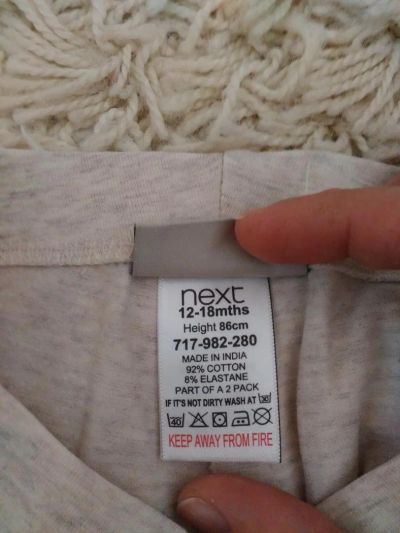 next
12-18mths
Height 86cm
717-982-280
MADE IN INDIA
92% COTTON
8% ELASTANE
PART OF A 2 PACK
IF IT'S NOT DIRTY WASH AT 30
40
KEEP AWAY FROM FIRE